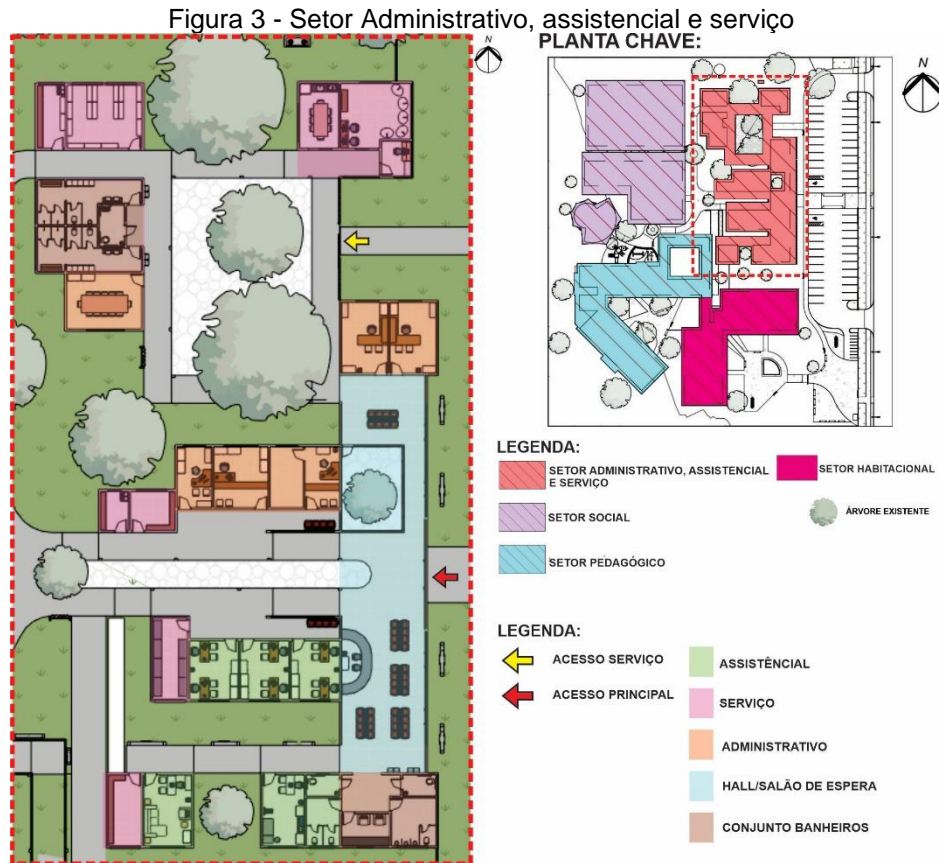 Figura 3 - Setor Administrativo, assistencial e serviço
N
PLANTA CHAVE:
N
LEGENDA:
SETOR ADMINISTRATIVO, ASSISTENCIAL
E SERVIÇO
SETOR HABITACIONAL
SETOR SOCIAL
ÁRVORE EXISTENTE
SETOR PEDAGÓGICO
LEGENDA:
ACESSO SERVIÇO
ACESSO PRINCIPAL
ASSISTÊNCIAL
SERVIÇO
ADMINISTRATIVO
HALL/SALÃO DE ESPERA
CONJUNTO BANHEIROS